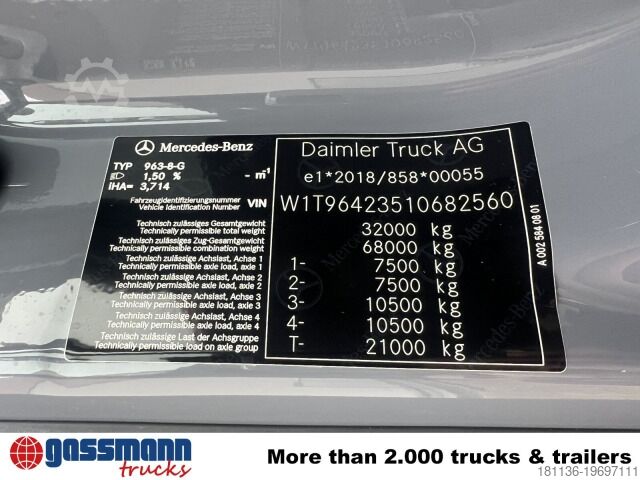 Mercedes-Benz
TYP 963-8-G
1,50 % - m⁻¹
IHA= 3,714
Fahrzeugidentifizierungsnummer
Vehicle Identification Number VIN
Technisch zulässiges Gesamtgewicht
Technically permissible total weight
Technisch zulässiges Zug-Gesamtgewicht
Technically permissible combination weight
Technisch zulässige Achslast, Achse 1
Technically permissible axle load, axle 1
Technisch zulässige Achslast, Achse 2
Technically permissible axle load, axle 2
Technisch zulässige Achslast, Achse 3
Technically permissible axle load, axle 3
Technisch zulässige Achslast, Achse 4
Technically permissible axle load, axle 4
Technisch zulässige Last der Achsgruppe
Technically permissible load on axle group
Daimler Truck AG
e1*2018/858*00055
W1T96423510682560
32000 kg
68000 kg
1- 7500 kg
2- 7500 kg
3- 10500 kg
4- 10500 kg
T- 21000 kg
A 002 584 08 01
gassmann
trucks
More than 2.000 trucks & trailers
181136-19697111